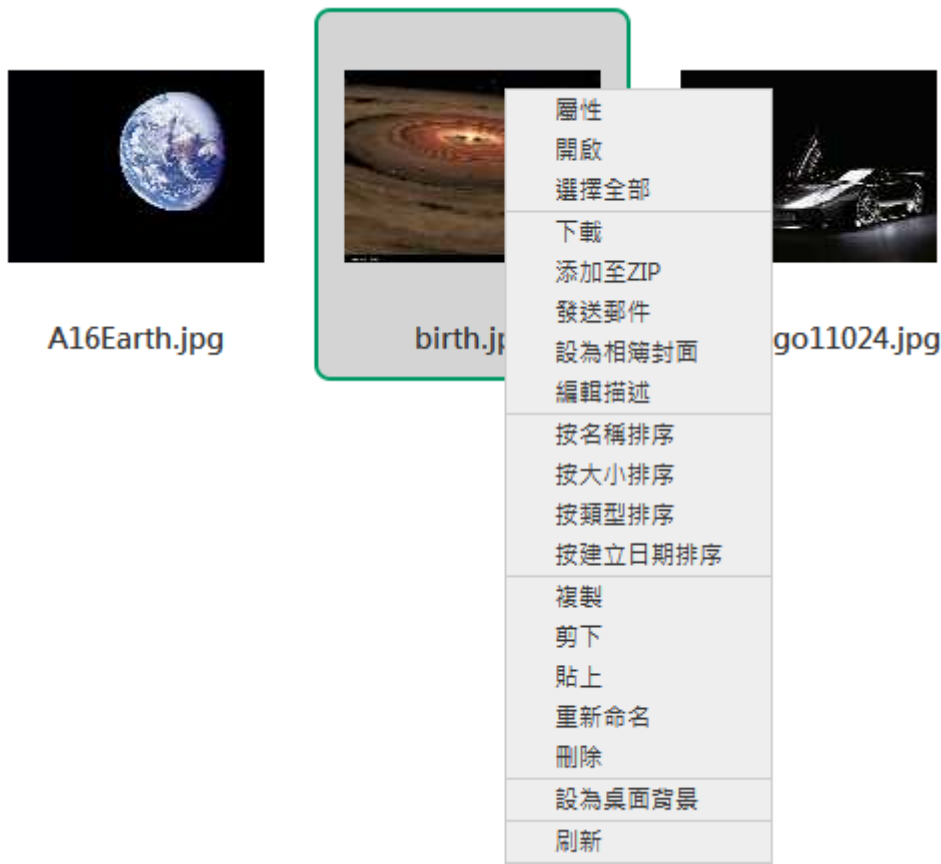 A16Earth.jpg
birth.jp
go11024.jpg
屬性
開啟
選擇全部
下載
添加至ZIP
發送郵件
設為相簿封面
編輯描述
按名稱排序
按大小排序
按類型排序
按建立日期排序
複製
剪下
貼上
重新命名
刪除
設為桌面背景
刷新